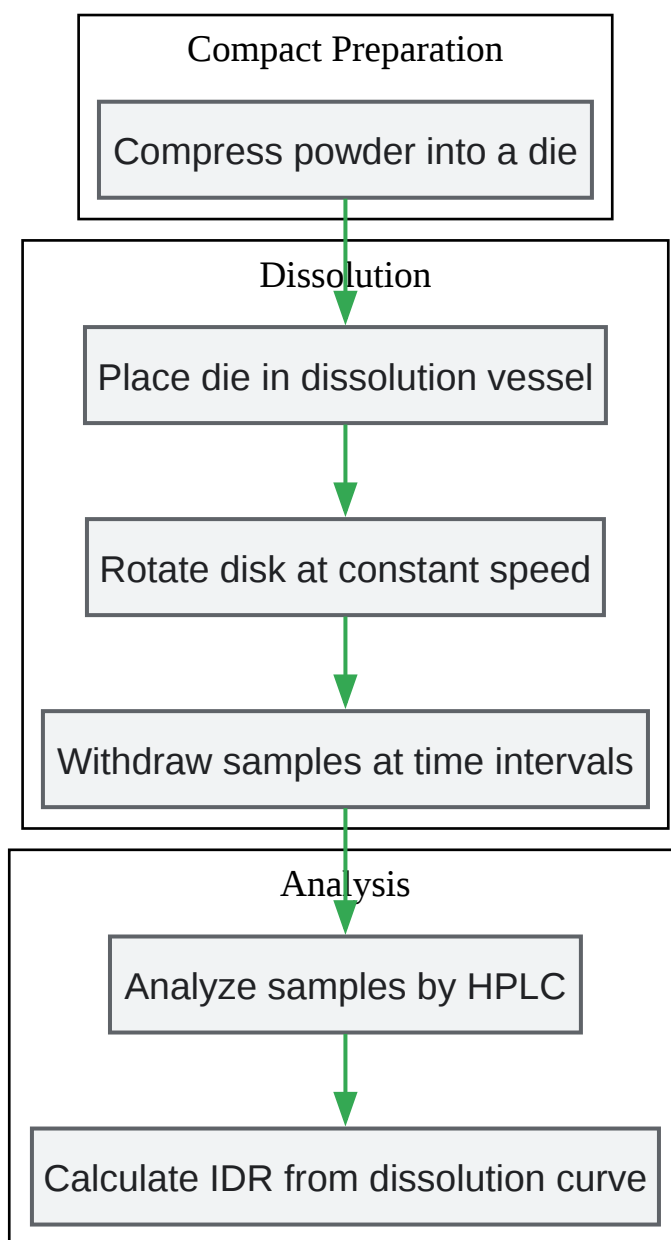 Compact Preparation
Compress powder into a die
Dissolution
Place die in dissolution vessel
Rotate disk at constant speed
Withdraw samples at time intervals
Analysis
Analyze samples by HPLC
Calculate IDR from dissolution curve